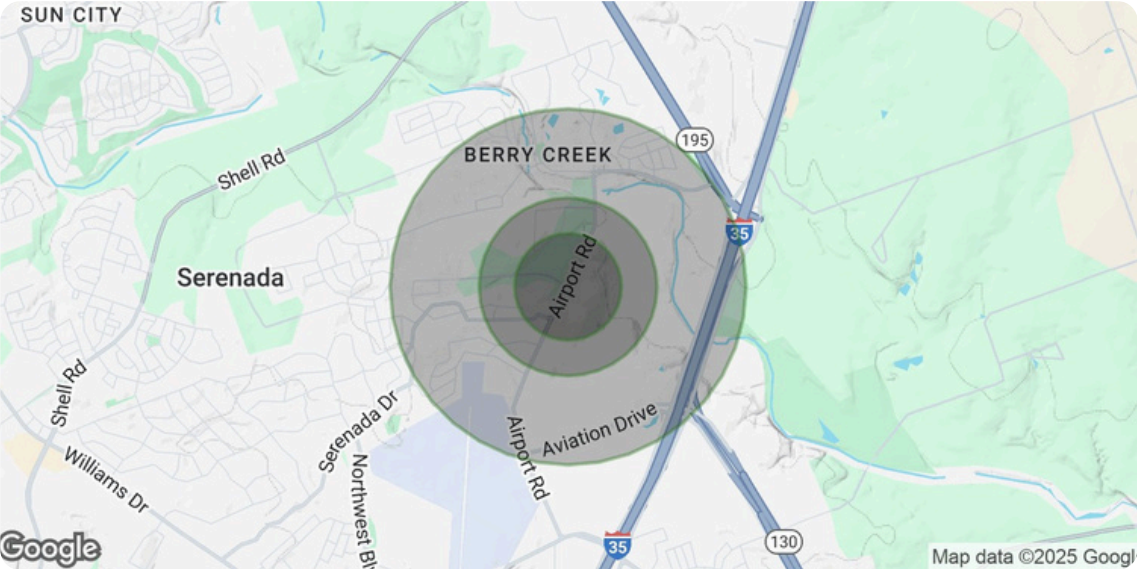 SUN CITY
195
BERRY CREEK
Shell Rd
35
Airport Rd
Serenada
Shell Rd
Serenada Dr
Aviation Drive
Airport Rd
Williams Dr
Northwest Blv
130
35
Google
Map data ©2025 Googl